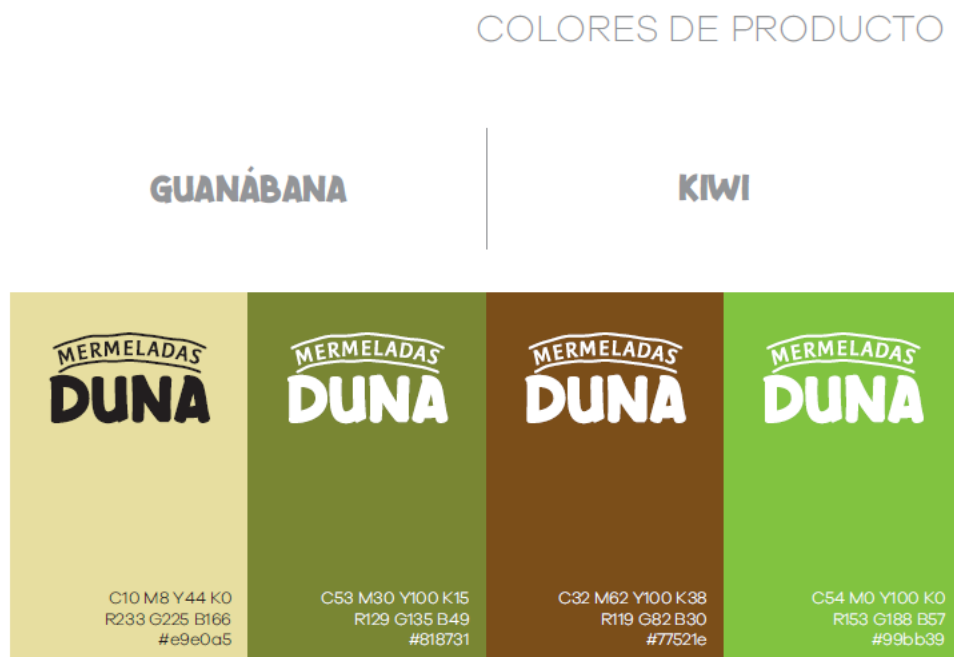 COLORES DE PRODUCTO
GUANÁBANA
KIWI
MERMELADAS
DUNA
C10 M8 Y44 K0
R233 G225 B166
#e9e0a5
MERMELADAS
DUNA
C53 M30 Y100 K15
R129 G135 B49
#818731
MERMELADAS
DUNA
C32 M62 Y100 K38
R119 G82 B30
#77521e
MERMELADAS
DUNA
C54 M0 Y100 K0
R153 G188 B57
#99bb39